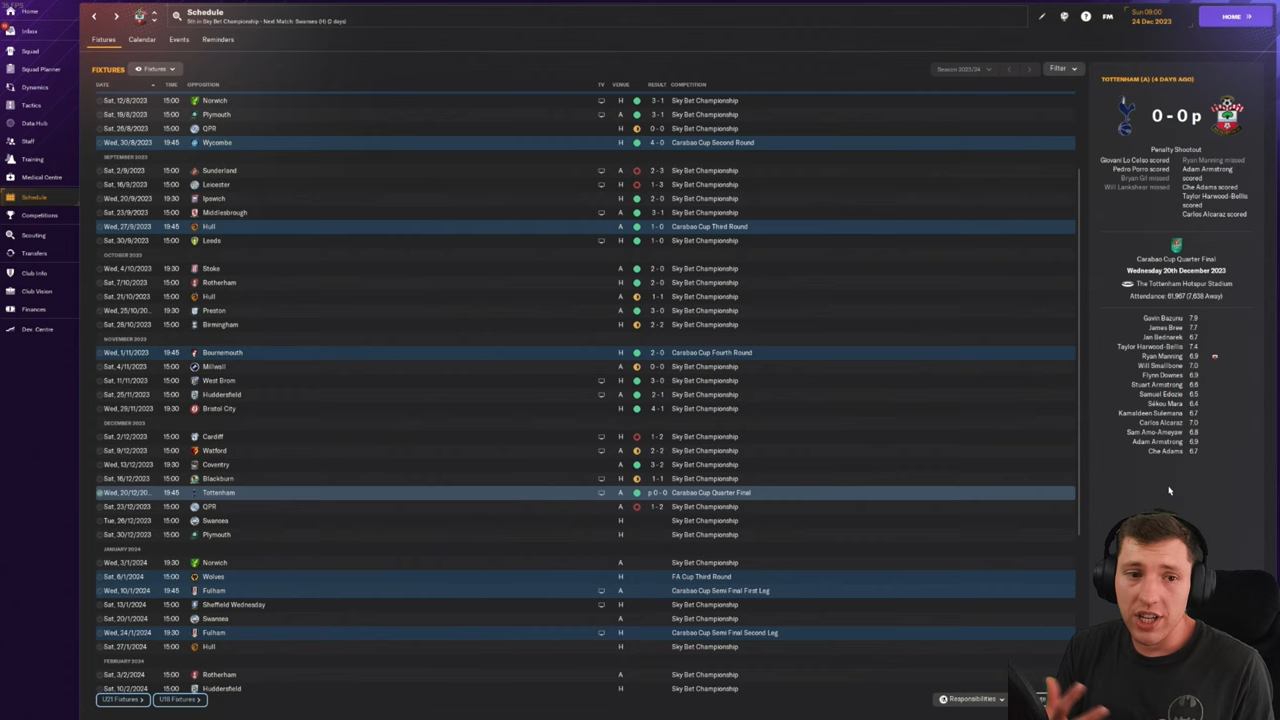 Home
Schedule
5th in Sky Bet Championship - Next Match: Swansea (H) (2 days)
FM
Sun 09:00
24 Dec 2023
HOME
Inbox
Squad
Squad Planner
Dynamics
Tactics
Data Hub
Staff
Training
Medical Centre
Schedule
Competitions
Scouting
Transfers
Club Info
Club Vision
Finances
Dev. Centre
Fixtures Calendar Events Reminders
FIXTURES Fixtures Season 2023/24 Filter
DATE TIME OPPOSITION TV VENUE RESULT COMPETITION
Sat, 12/8/2023 15:00 Norwich H 3 - 1 Sky Bet Championship
Sat, 19/8/2023 15:00 Plymouth A 3 - 1 Sky Bet Championship
Sat, 26/8/2023 15:00 QPR H 0 - 0 Sky Bet Championship
Wed, 30/8/2023 19:45 Wycombe H 4 - 0 Carabao Cup Second Round
SEPTEMBER 2023
Sat, 2/9/2023 15:00 Sunderland A 2 - 3 Sky Bet Championship
Sat, 16/9/2023 15:00 Leicester H 1 - 3 Sky Bet Championship
Wed, 20/9/2023 19:30 Ipswich H 2 - 0 Sky Bet Championship
Sat, 23/9/2023 15:00 Middlesbrough A 3 - 1 Sky Bet Championship
Wed, 27/9/2023 19:45 Hull A 1 - 0 Carabao Cup Third Round
Sat, 30/9/2023 15:00 Leeds H 1 - 0 Sky Bet Championship
OCTOBER 2023
Wed, 4/10/2023 19:30 Stoke A 2 - 0 Sky Bet Championship
Sat, 7/10/2023 15:00 Rotherham H 2 - 0 Sky Bet Championship
Sat, 21/10/2023 15:00 Hull A 1 - 1 Sky Bet Championship
Wed, 25/10/20... 15:00 Preston A 3 - 0 Sky Bet Championship
Sat, 28/10/2023 15:00 Birmingham H 2 - 2 Sky Bet Championship
NOVEMBER 2023
Wed, 1/11/2023 19:45 Bournemouth H 2 - 0 Carabao Cup Fourth Round
Sat, 4/11/2023 15:00 Millwall A 0 - 0 Sky Bet Championship
Sat, 11/11/2023 15:00 West Brom H 3 - 0 Sky Bet Championship
Sat, 25/11/2023 15:00 Huddersfield A 2 - 1 Sky Bet Championship
Wed, 29/11/2023 19:30 Bristol City H 4 - 1 Sky Bet Championship
DECEMBER 2023
Sat, 2/12/2023 15:00 Cardiff H 1 - 2 Sky Bet Championship
Sat, 9/12/2023 15:00 Watford A 2 - 2 Sky Bet Championship
Wed, 13/12/2023 19:30 Coventry A 3 - 2 Sky Bet Championship
Sat, 16/12/2023 15:00 Blackburn H 1 - 1 Sky Bet Championship
Wed, 20/12/20... 19:45 Tottenham A p 0 - 0 Carabao Cup Quarter Final
Sat, 23/12/2023 15:00 QPR A 1 - 2 Sky Bet Championship
Tue, 26/12/2023 15:00 Swansea H Sky Bet Championship
Sat, 30/12/2023 15:00 Plymouth H Sky Bet Championship
JANUARY 2024
Wed, 3/1/2024 19:30 Norwich A Sky Bet Championship
Sat, 6/1/2024 15:00 Wolves H FA Cup Third Round
Wed, 10/1/2024 19:45 Fulham A Carabao Cup Semi Final First Leg
Sat, 13/1/2024 15:00 Sheffield Wednesday H Sky Bet Championship
Sat, 20/1/2024 15:00 Swansea A Sky Bet Championship
Wed, 24/1/2024 19:30 Fulham H Carabao Cup Semi Final Second Leg
Sat, 27/1/2024 15:00 Hull H Sky Bet Championship
FEBRUARY 2024
Sat, 3/2/2024 15:00 Rotherham A Sky Bet Championship
Sat, 10/2/2024 15:00 Huddersfield H Sky Bet Championship
U21 Fixtures U18 Fixtures Responsibilities
TOTTENHAM (A) (4 DAYS AGO)
0 - 0 p
Penalty Shootout
Giovani Lo Celso scored
Pedro Porro scored
Bryan Gil missed
Will Lankshear missed
Ryan Manning missed
Adam Armstrong
scored
Che Adams scored
Taylor Harwood-Bellis
scored
Carlos Alcaraz scored
Carabao Cup Quarter Final
Wednesday 20th December 2023
The Tottenham Hotspur Stadium
Attendance: 61,967 (7,638 Away)
Gavin Bazunu 7.9
James Bree 7.7
Jan Bednarek 6.7
Taylor Harwood-Bellis 7.4
Ryan Manning 6.9
Will Smallbone 7.0
Flynn Downes 6.9
Stuart Armstrong 6.6
Samuel Edozie 6.5
Sékou Mara 6.4
Kamaldeen Sulemana 6.7
Carlos Alcaraz 7.0
Sam Amo-Ameyaw 6.8
Adam Armstrong 6.9
Che Adams 6.7